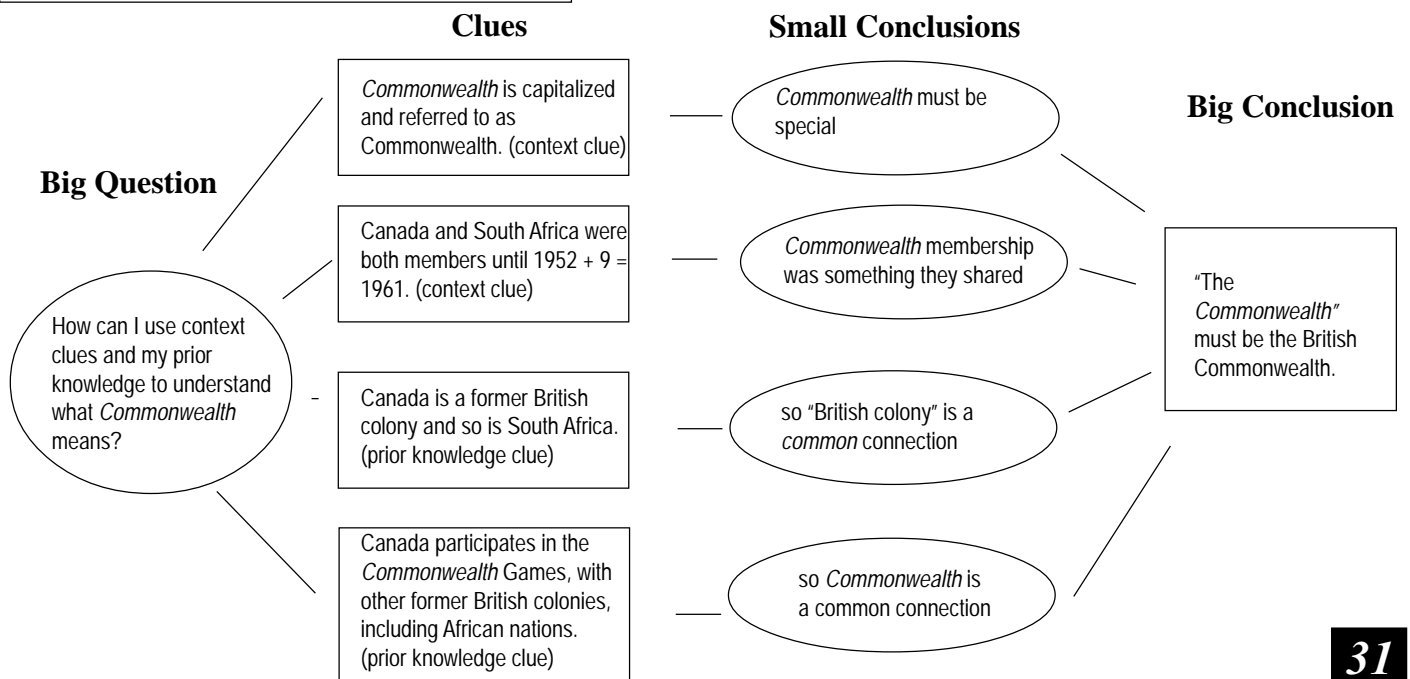 Clues
Small Conclusions
Big Conclusion
Big Question
How can I use context
clues and my prior
knowledge to understand
what Commonwealth
means?
Commonwealth is capitalized
and referred to as
Commonwealth. (context clue)
Canada and South Africa were
both members until 1952 + 9 =
1961. (context clue)
Canada is a former British
colony and so is South Africa.
(prior knowledge clue)
Canada participates in the
Commonwealth Games, with
other former British colonies,
including African nations.
(prior knowledge clue)
Commonwealth must be
special
Commonwealth membership
was something they shared
so “British colony” is a
common connection
so Commonwealth is
a common connection
“The
Commonwealth”
must be the British
Commonwealth.
31